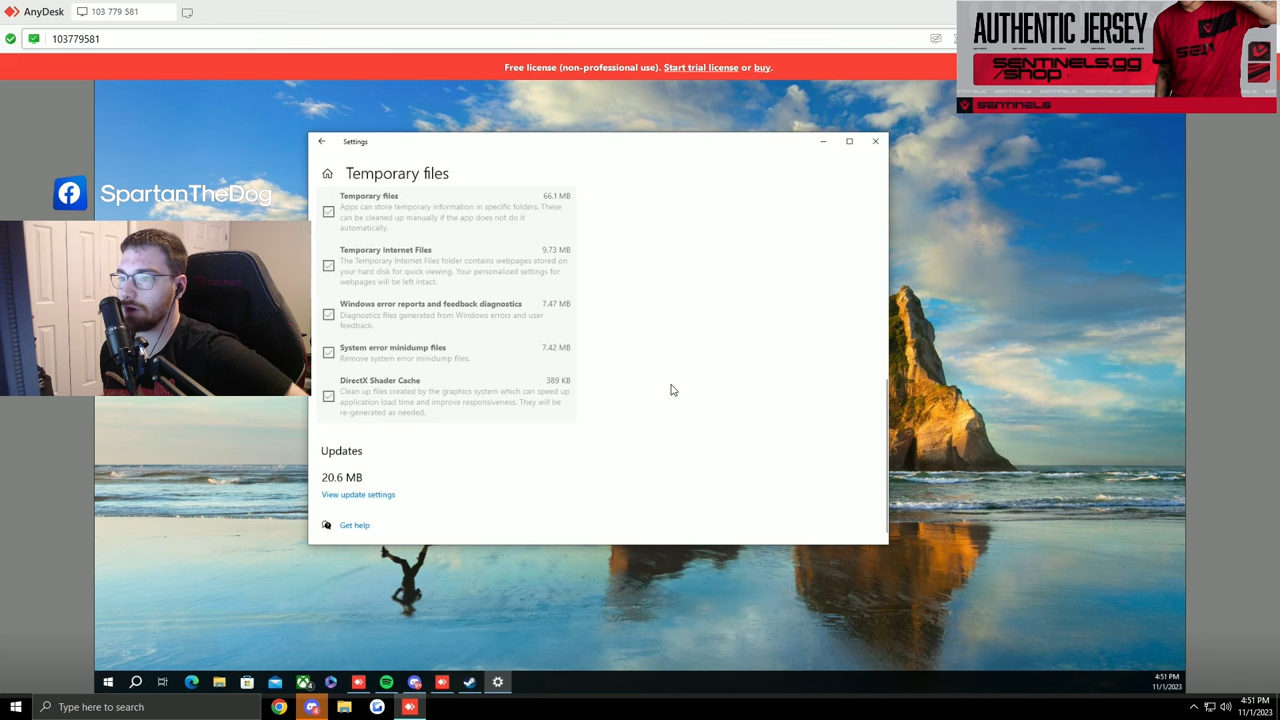 AnyDesk
103 779 581
103779581
Free license (non-professional use). Start trial license or buy.
AUTHENTIC JERSEY
SENTINELS.GG
/SHOP
SENTINELS
SpartanTheDog
Settings
Temporary files
Temporary files 66.1 MB
Apps can store temporary information in specific folders. These
can be cleaned up manually if the app does not do it
automatically.
Temporary Internet Files 9.73 MB
The Temporary Internet Files folder contains webpages stored on
your hard disk for quick viewing. Your personalized settings for
webpages will be left intact.
Windows error reports and feedback diagnostics 7.47 MB
Diagnostics files generated from Windows errors and user
feedback.
System error minidump files 7.42 MB
Remove system error minidump files.
DirectX Shader Cache 389 KB
Clean up files created by the graphics system which can speed up
application load time and improve responsiveness. They will be
re-generated as needed.
Updates
20.6 MB
View update settings
Get help
4:51 PM
11/1/2023
Type here to search
4:51 PM
11/1/2023